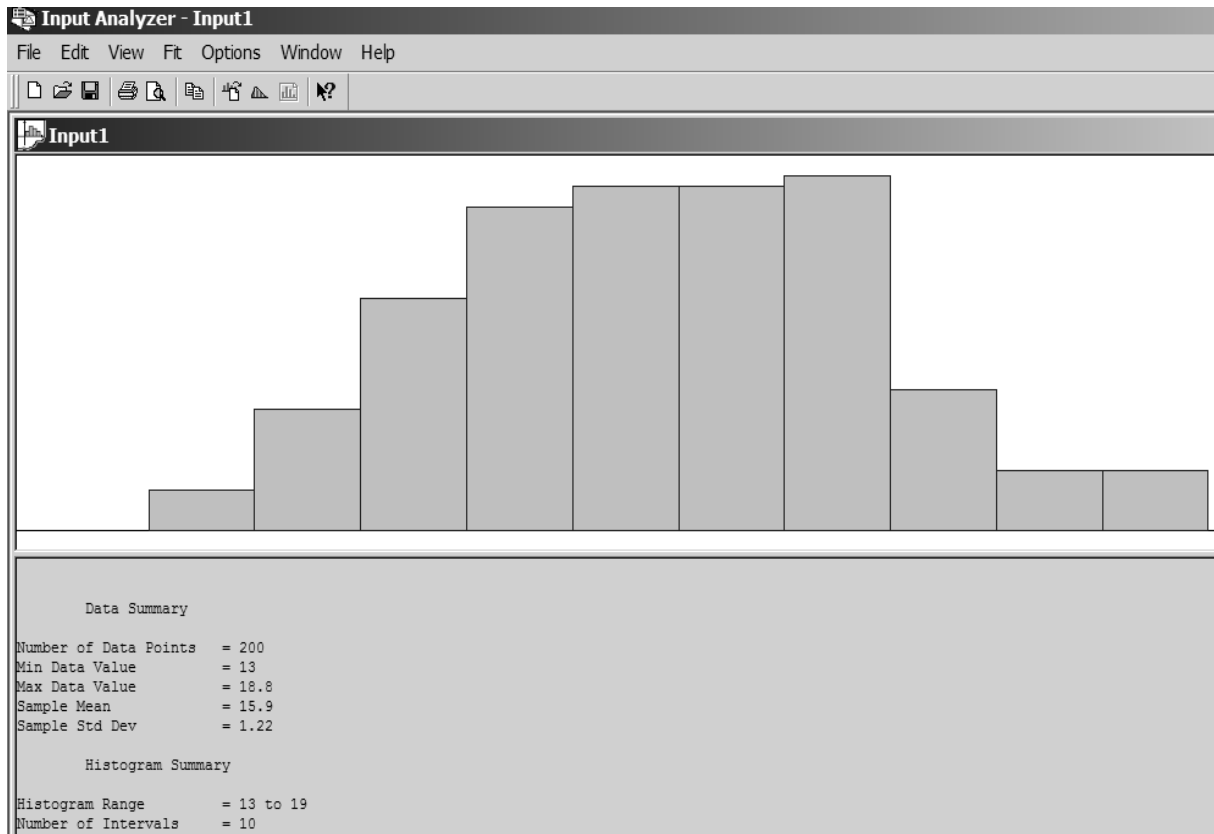 Input Analyzer - Input1
File Edit View Fit Options Window Help
Input1
Data Summary
Number of Data Points = 200
Min Data Value = 13
Max Data Value = 18.8
Sample Mean = 15.9
Sample Std Dev = 1.22
Histogram Summary
Histogram Range = 13 to 19
Number of Intervals = 10